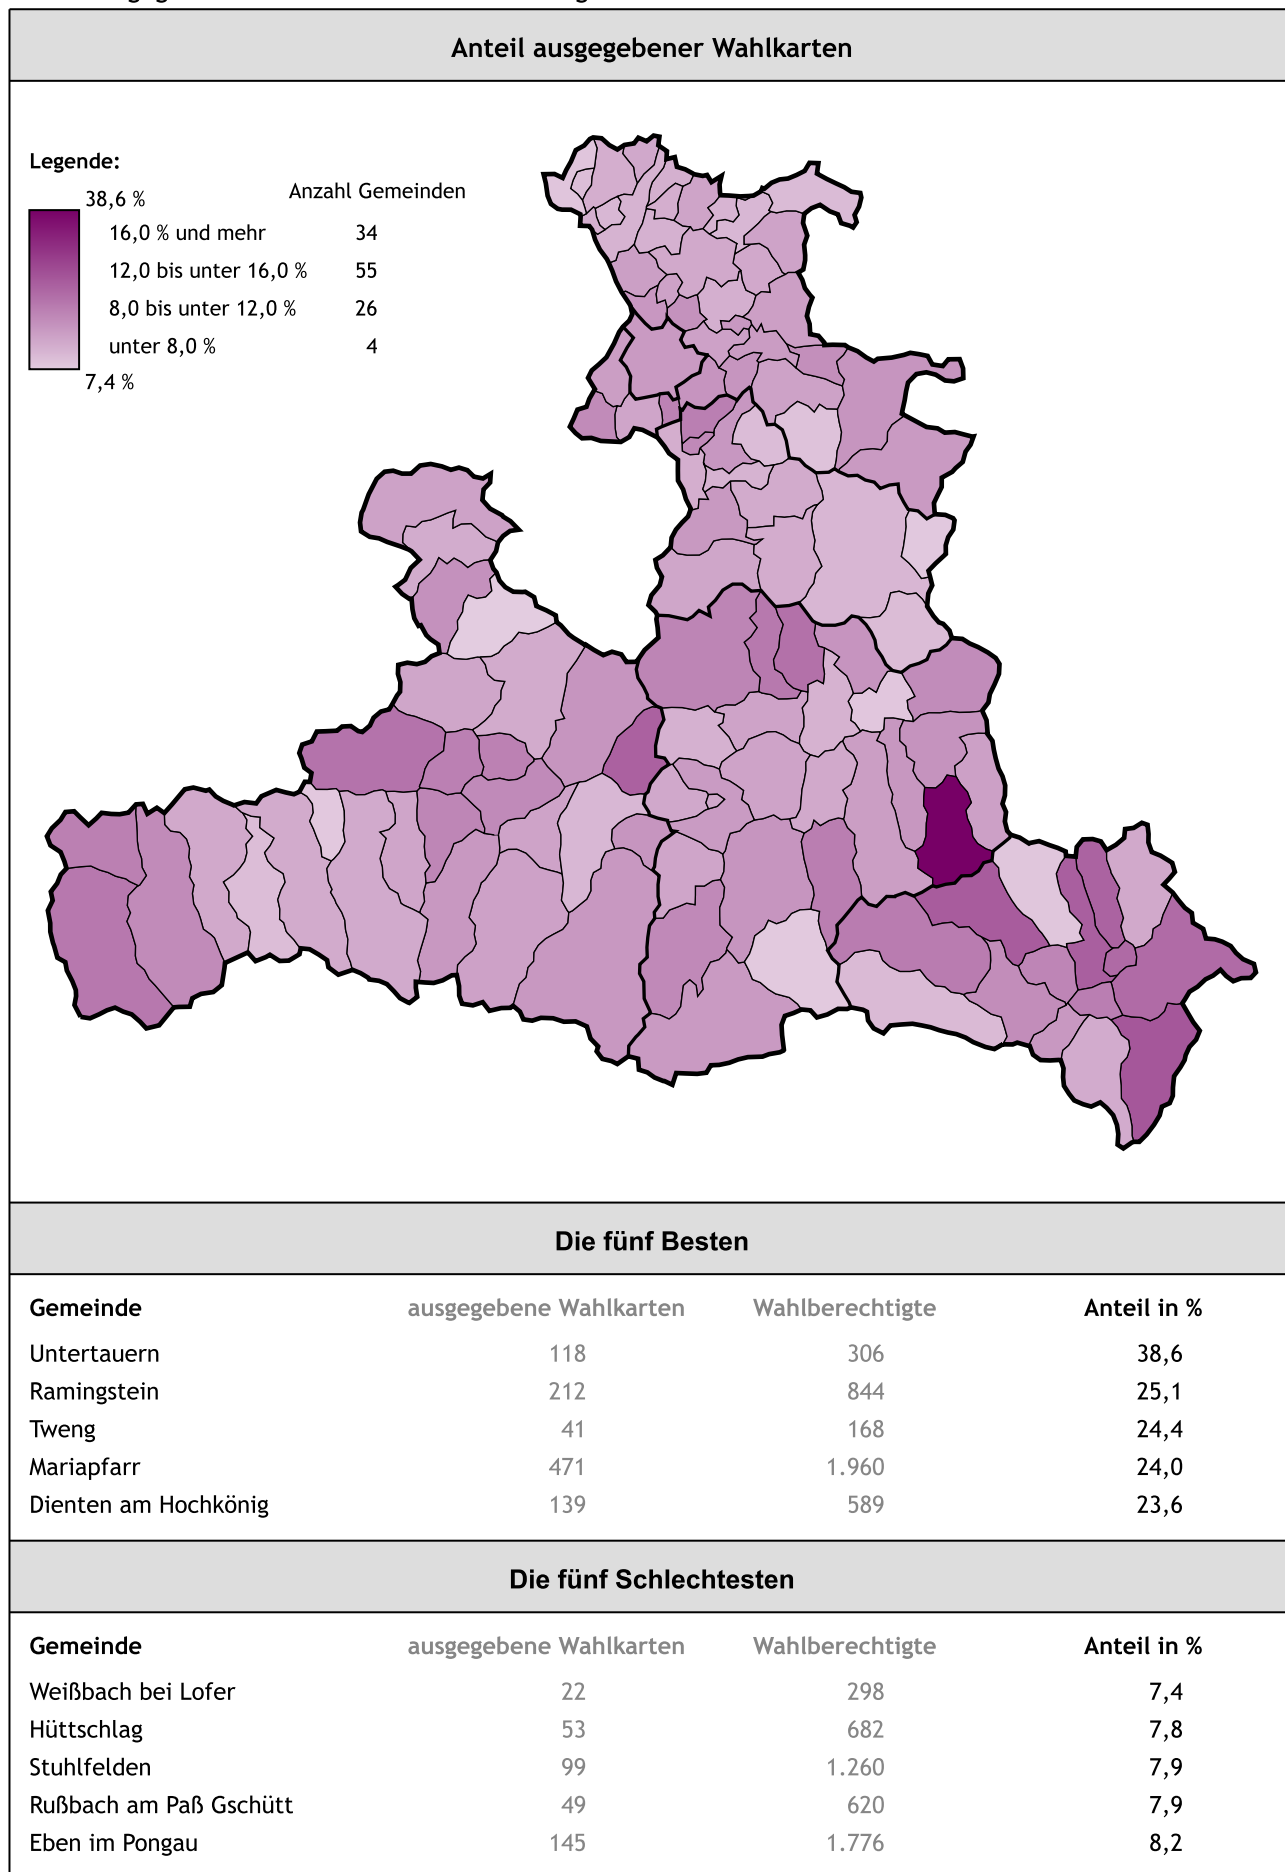 Anteil ausgegebener Wahlkarten
Legende:
Anzahl Gemeinden
38,6 %
16,0 % und mehr 34
12,0 bis unter 16,0 % 55
8,0 bis unter 12,0 % 26
unter 8,0 % 4
7,4 %
Die fünf Besten
Gemeinde ausgegebene Wahlkarten Wahlberechtigte Anteil in %
Untertauern 118 306 38,6
Ramingstein 212 844 25,1
Tweng 41 168 24,4
Mariapfarr 471 1.960 24,0
Dienten am Hochkönig 139 589 23,6
Die fünf Schlechtesten
Gemeinde ausgegebene Wahlkarten Wahlberechtigte Anteil in %
Weißbach bei Lofer 22 298 7,4
Hüttschlag 53 682 7,8
Stuhlfelden 99 1.260 7,9
Rußbach am Paß Gschütt 49 620 7,9
Eben im Pongau 145 1.776 8,2